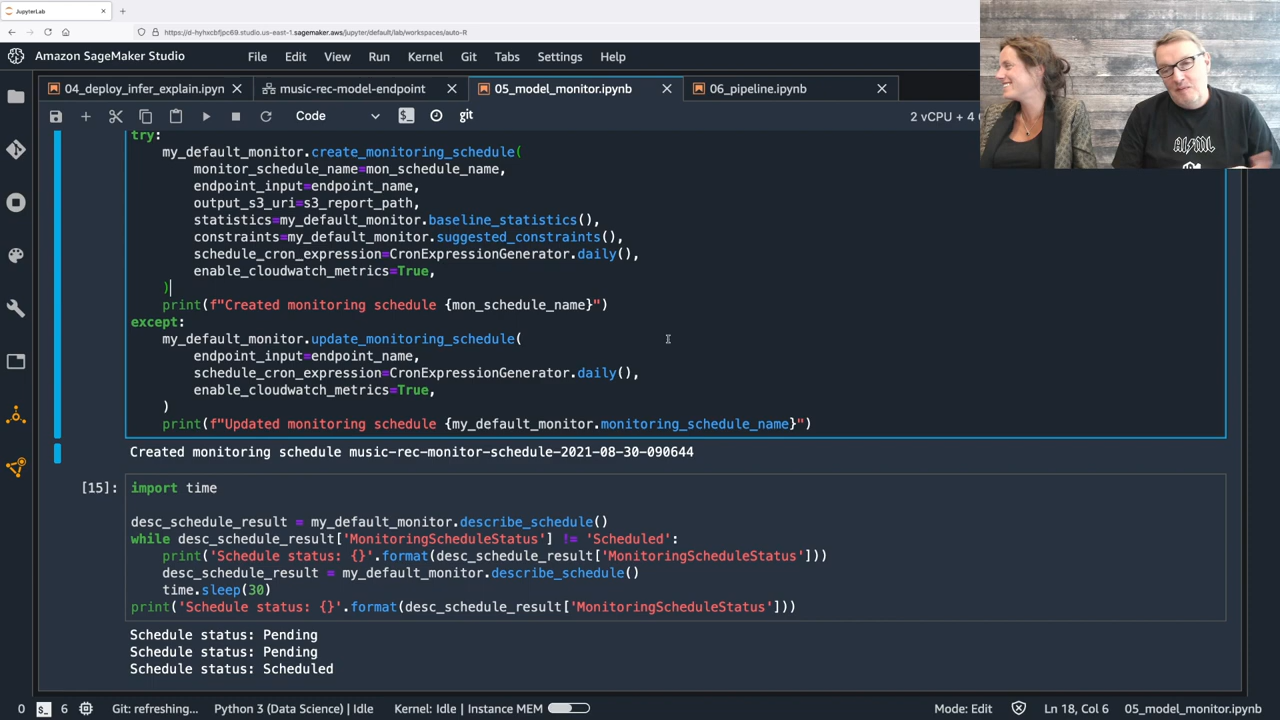 JupyterLab
https://d-hyhxcbfjpc69.studio.us-east-1.sagemaker.aws/jupyter/default/lab/workspaces/auto-R
Amazon SageMaker Studio File Edit View Run Kernel Git Tabs Settings Help
04_deploy_infer_explain.ipyn music-rec-model-endpoint 05_model_monitor.ipynb 06_pipeline.ipynb
Code git 2 vCPU + 4
try:
my_default_monitor.create_monitoring_schedule(
monitor_schedule_name=mon_schedule_name,
endpoint_input=endpoint_name,
output_s3_uri=s3_report_path,
statistics=my_default_monitor.baseline_statistics(),
constraints=my_default_monitor.suggested_constraints(),
schedule_cron_expression=CronExpressionGenerator.daily(),
enable_cloudwatch_metrics=True,
)
print(f"Created monitoring schedule {mon_schedule_name}")
except:
my_default_monitor.update_monitoring_schedule(
endpoint_input=endpoint_name,
schedule_cron_expression=CronExpressionGenerator.daily(),
enable_cloudwatch_metrics=True,
)
print(f"Updated monitoring schedule {my_default_monitor.monitoring_schedule_name}")
Created monitoring schedule music-rec-monitor-schedule-2021-08-30-090644
[15]: import time
desc_schedule_result = my_default_monitor.describe_schedule()
while desc_schedule_result['MonitoringScheduleStatus'] != 'Scheduled':
print('Schedule status: {}'.format(desc_schedule_result['MonitoringScheduleStatus']))
desc_schedule_result = my_default_monitor.describe_schedule()
time.sleep(30)
print('Schedule status: {}'.format(desc_schedule_result['MonitoringScheduleStatus']))
Schedule status: Pending
Schedule status: Pending
Schedule status: Scheduled
0 $_ 6 Git: refreshing... Python 3 (Data Science) | Idle Kernel: Idle | Instance MEM Mode: Edit Ln 18, Col 6 05_model_monitor.ipynb
AI/ML